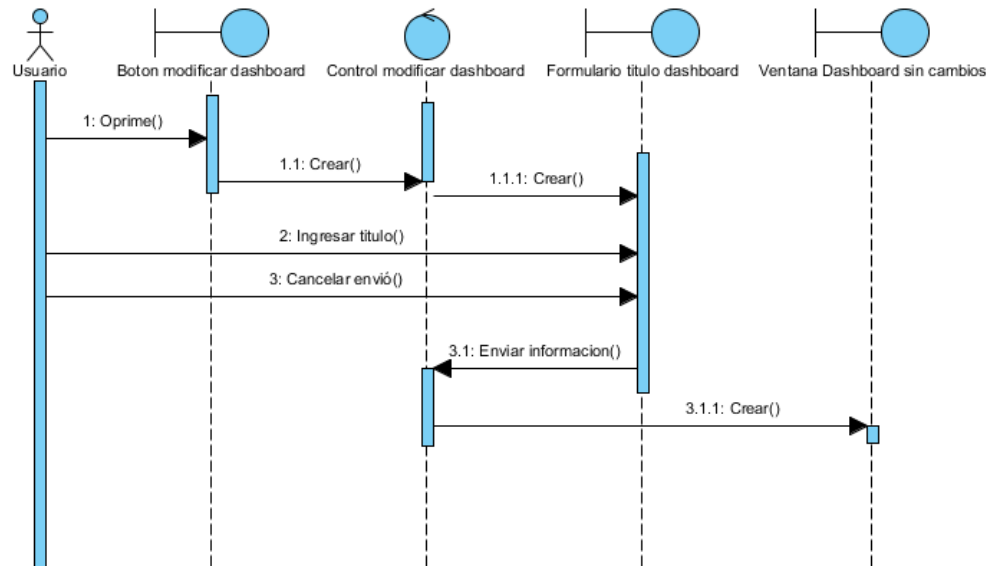 Usuario
Boton modificar dashboard
Control modificar dashboard
Formulario titulo dashboard
Ventana Dashboard sin cambios
1: Oprime()
1.1: Crear()
1.1.1: Crear()
2: Ingresar titulo()
3: Cancelar envió()
3.1: Enviar informacion()
3.1.1: Crear()